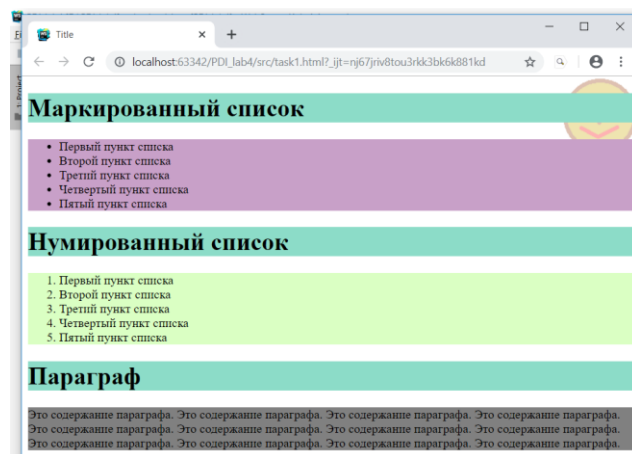 Title
localhost:63342/PDI_lab4/src/task1.html?_ijt=nj67jriv8tou3rkk3bk6k881kd
Маркированный список
Первый пункт списка
Второй пункт списка
Третий пункт списка
Четвертый пункт списка
Пятый пункт списка
Нумированный список
1. Первый пункт списка
2. Второй пункт списка
3. Третий пункт списка
4. Четвертый пункт списка
5. Пятый пункт списка
Параграф
Это содержание параграфа. Это содержание параграфа. Это содержание параграфа. Это содержание параграфа.
Это содержание параграфа. Это содержание параграфа. Это содержание параграфа. Это содержание параграфа.
Это содержание параграфа. Это содержание параграфа. Это содержание параграфа. Это содержание параграфа.